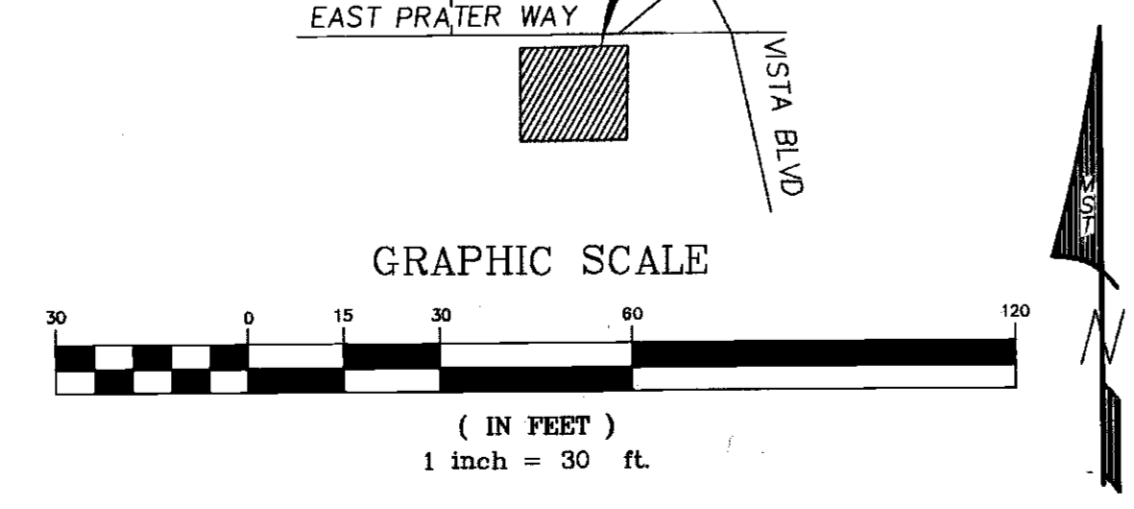 EAST PRATER WAY
VISTA BLVD
MST
N
GRAPHIC SCALE
30 0 15 30 60 120
( IN FEET )
1 inch = 30 ft.